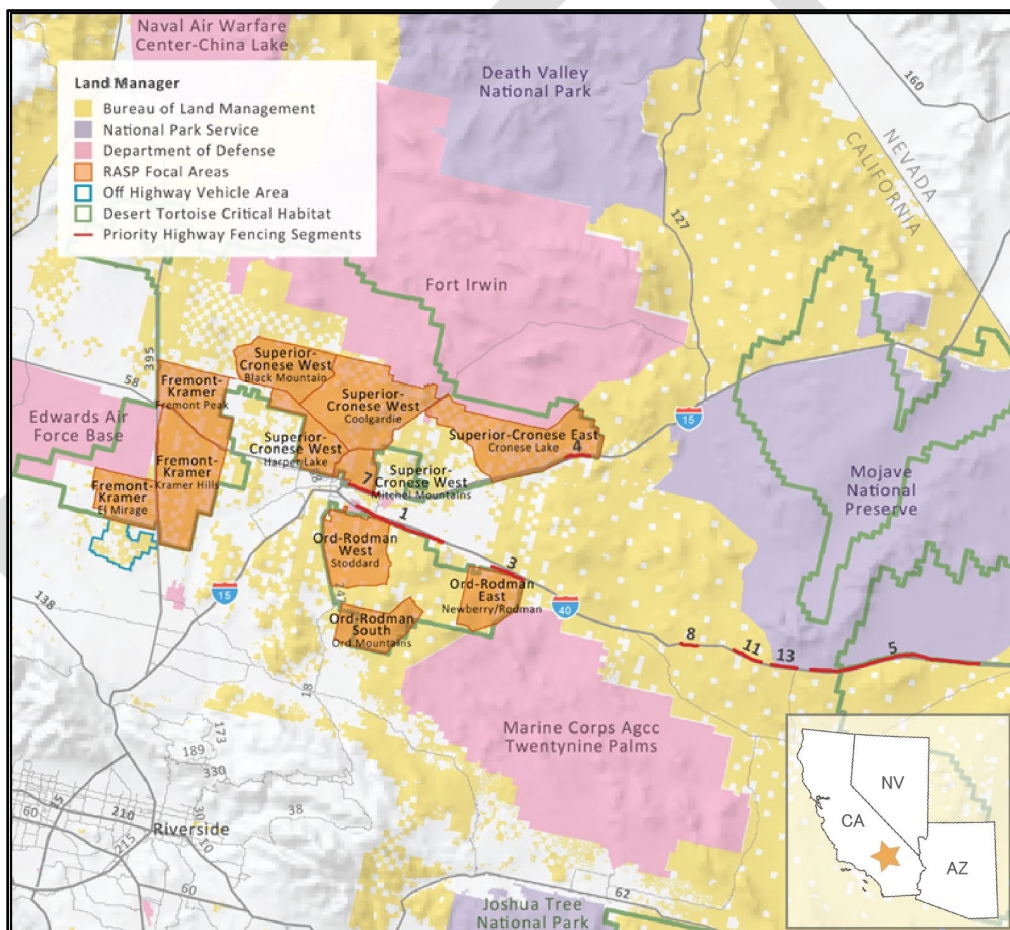 Naval Air Warfare
Center-China Lake
Land Manager
Bureau of Land Management
National Park Service
Department of Defense
RASP Focal Areas
Off Highway Vehicle Area
Desert Tortoise Critical Habitat
Priority Highway Fencing Segments
Death Valley
National Park
160
NEVADA
CALIFORNIA
127
Fort Irwin
395
58
Superior-
Cronese West
Black Mountain
Fremont-
Kramer
Fremont Peak
Superior-
Cronese West
Coolgardie
15
Edwards Air
Force Base
Superior-
Cronese West
Harper Lake
Superior-Cronese East
Cronese Lake
4
Fremont-
Kramer
Kramer Hills
Superior-
Cronese West
Mitchel Mountains
Mojave
National
Preserve
Fremont-
Kramer
El Mirage
7
1
Ord-Rodman
West
Stoddard
3
Ord-Rodman
East
Newberry/Rodman
138
15
40
Ord-Rodman
South
Ord Mountains
8
11
13
5
18
Marine Corps Agcc
Twentynine Palms
173
189
330
38
60
15
210
30
10
215
Riverside
60
62
Joshua Tree
National Park
NV
CA
AZ